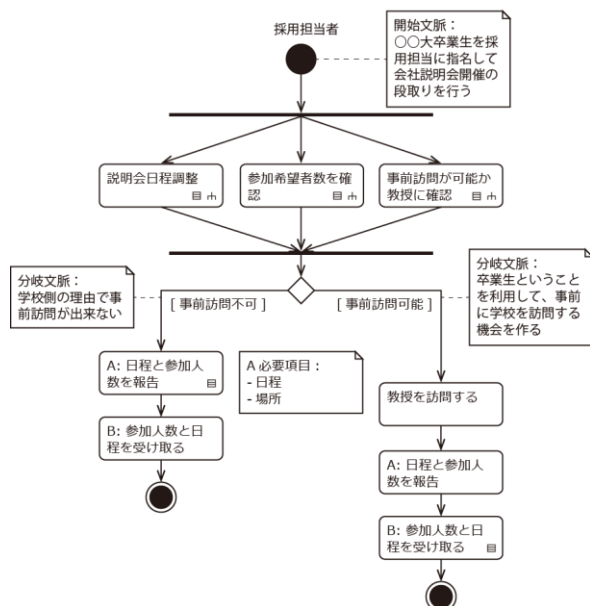 採用担当者
開始文脈：
○○大卒業生を採
用担当に指名して
会社説明会開催の
段取りを行う
説明会日程調整
参加希望者数を確
認
事前訪問が可能か
教授に確認
分岐文脈：
学校側の理由で事
前訪問が出来ない
[ 事前訪問不可 ]
[ 事前訪問可能 ]
分岐文脈：
卒業生ということ
を利用して、事前
に学校を訪問する
機会を作る
A: 日程と参加人
数を報告
A 必要項目：
- 日程
- 場所
B: 参加人数と日
程を受け取る
教授を訪問する
A: 日程と参加人
数を報告
B: 参加人数と日
程を受け取る